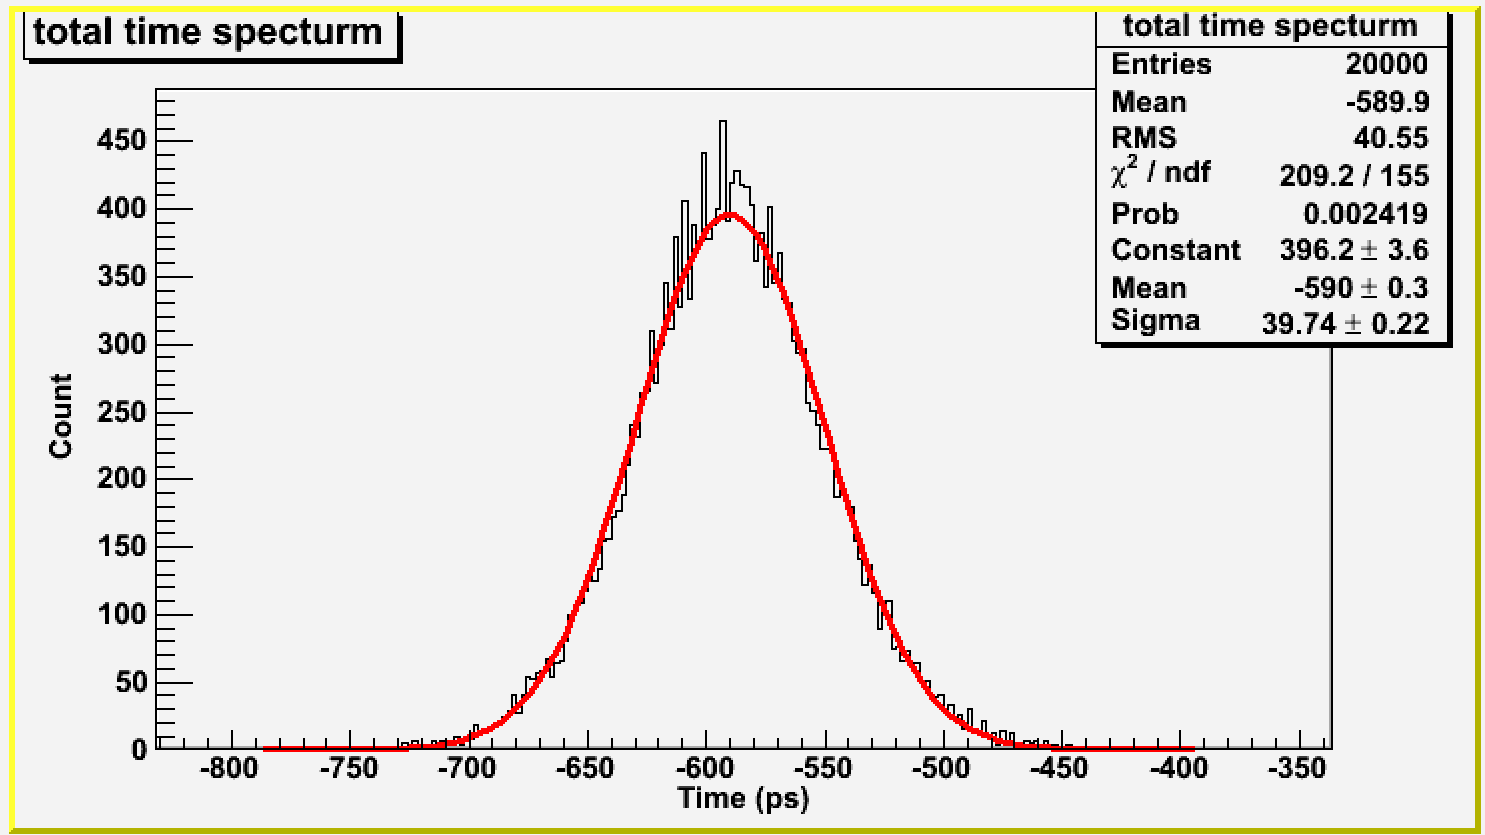 total time specturm
total time specturm
Entries 20000
Mean -589.9
RMS 40.55
χ² / ndf 209.2 / 155
Prob 0.002419
Constant 396.2 ± 3.6
Mean -590 ± 0.3
Sigma 39.74 ± 0.22
450
400
350
300
250
200
150
100
50
0
Count
-800 -750 -700 -650 -600 -550 -500 -450 -400 -350
Time (ps)